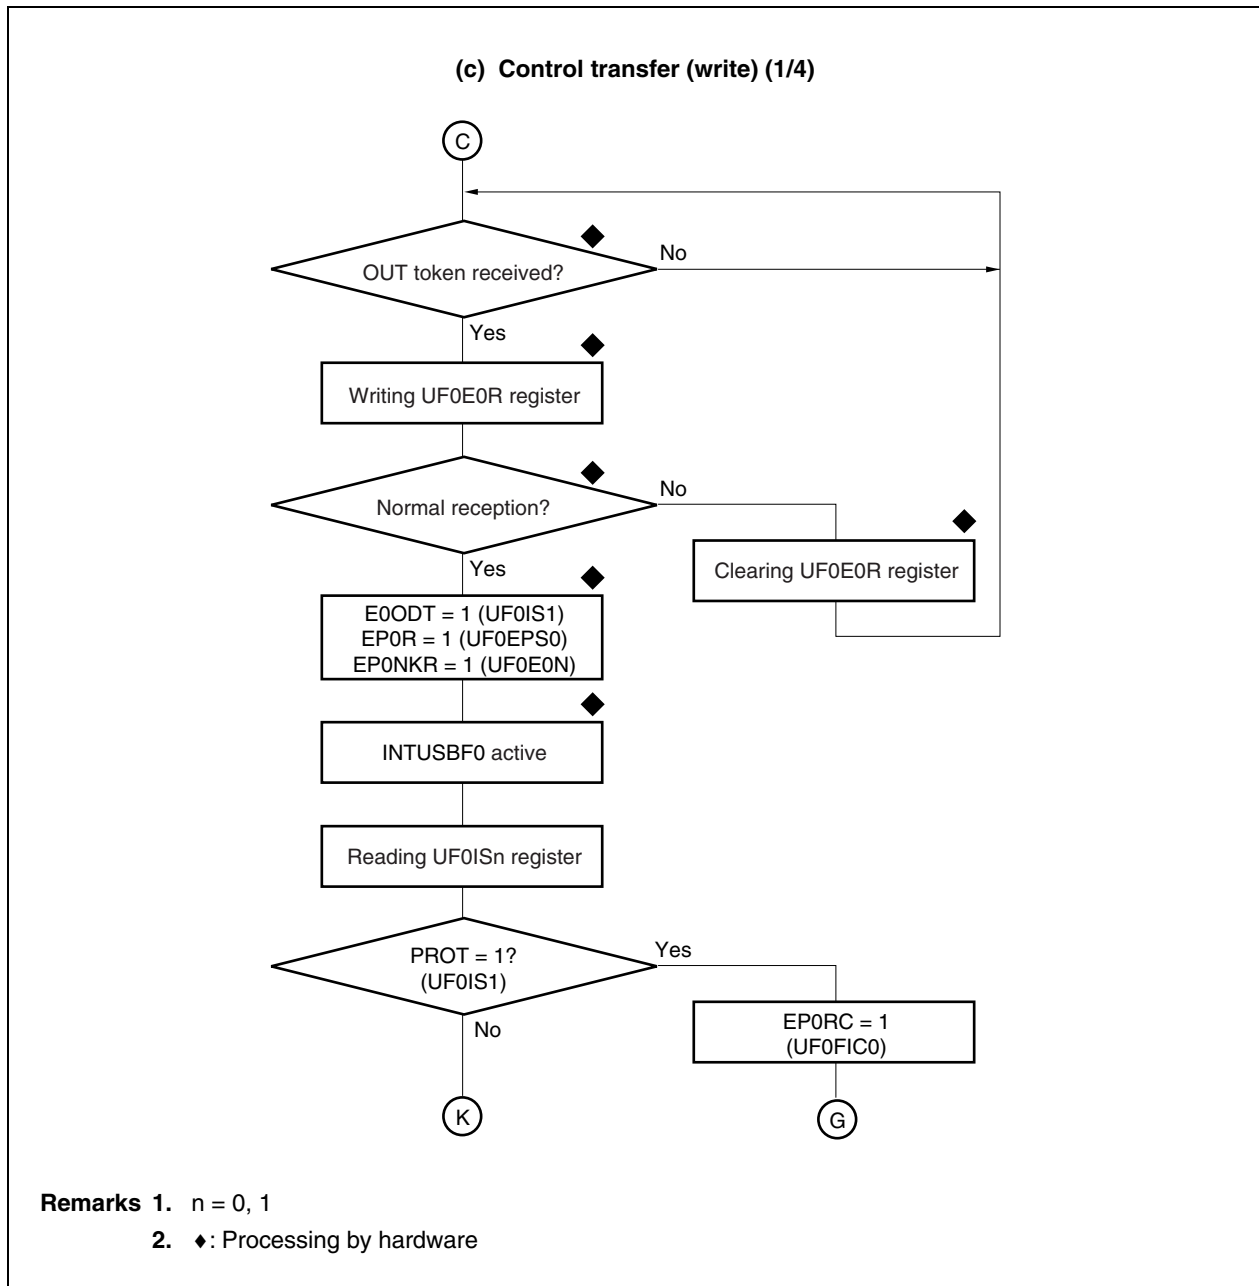 (c) Control transfer (write) (1/4)
C
OUT token received?
No
Yes
Writing UF0E0R register
Normal reception?
No
Yes
Clearing UF0E0R register
E0ODT = 1 (UF0IS1)
EP0R = 1 (UF0EPS0)
EP0NKR = 1 (UF0E0N)
INTUSBF0 active
Reading UF0ISn register
PROT = 1?
(UF0IS1)
Yes
No
EP0RC = 1
(UF0FIC0)
K
G
Remarks 1. n = 0, 1
2. ♦: Processing by hardware